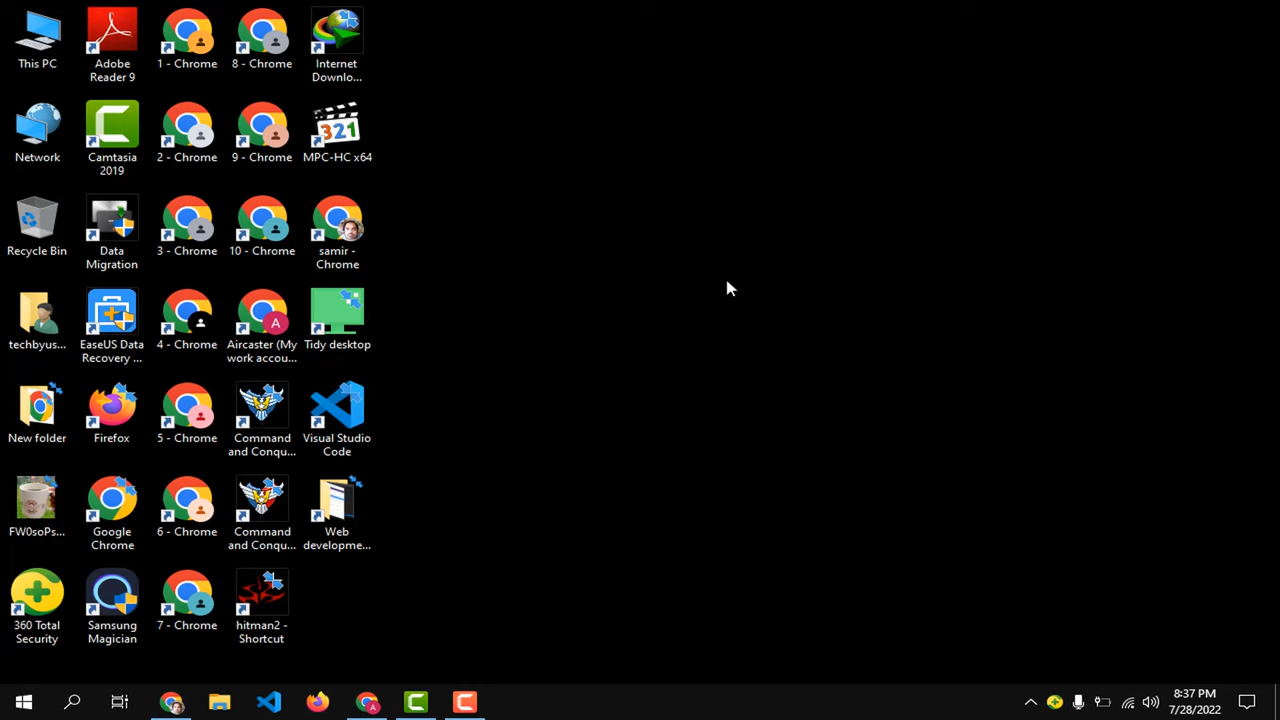 This PC
Adobe
Reader 9
1 - Chrome
8 - Chrome
Internet
Downlo...
Network
Camtasia
2019
2 - Chrome
9 - Chrome
321
MPC-HC x64
Recycle Bin
Data
Migration
3 - Chrome
10 - Chrome
samir -
Chrome
techbyus...
EaseUS Data
Recovery ...
4 - Chrome
A
Aircaster (My
work accou...
Tidy desktop
New folder
Firefox
5 - Chrome
Command
and Conqu...
Visual Studio
Code
FW0soPs...
Google
Chrome
6 - Chrome
Command
and Conqu...
Web
developme...
360 Total
Security
Samsung
Magician
7 - Chrome
hitman2 -
Shortcut
A
8:37 PM
7/28/2022